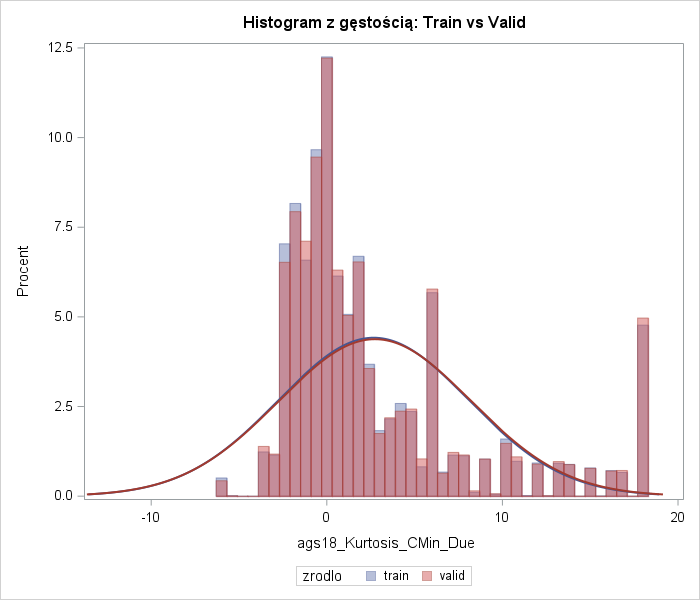 Histogram z gęstością: Train vs Valid
12.5
10.0
7.5
5.0
2.5
0.0
Procent
-10
0
10
20
ags18_Kurtosis_CMin_Due
zrodlo
train
valid